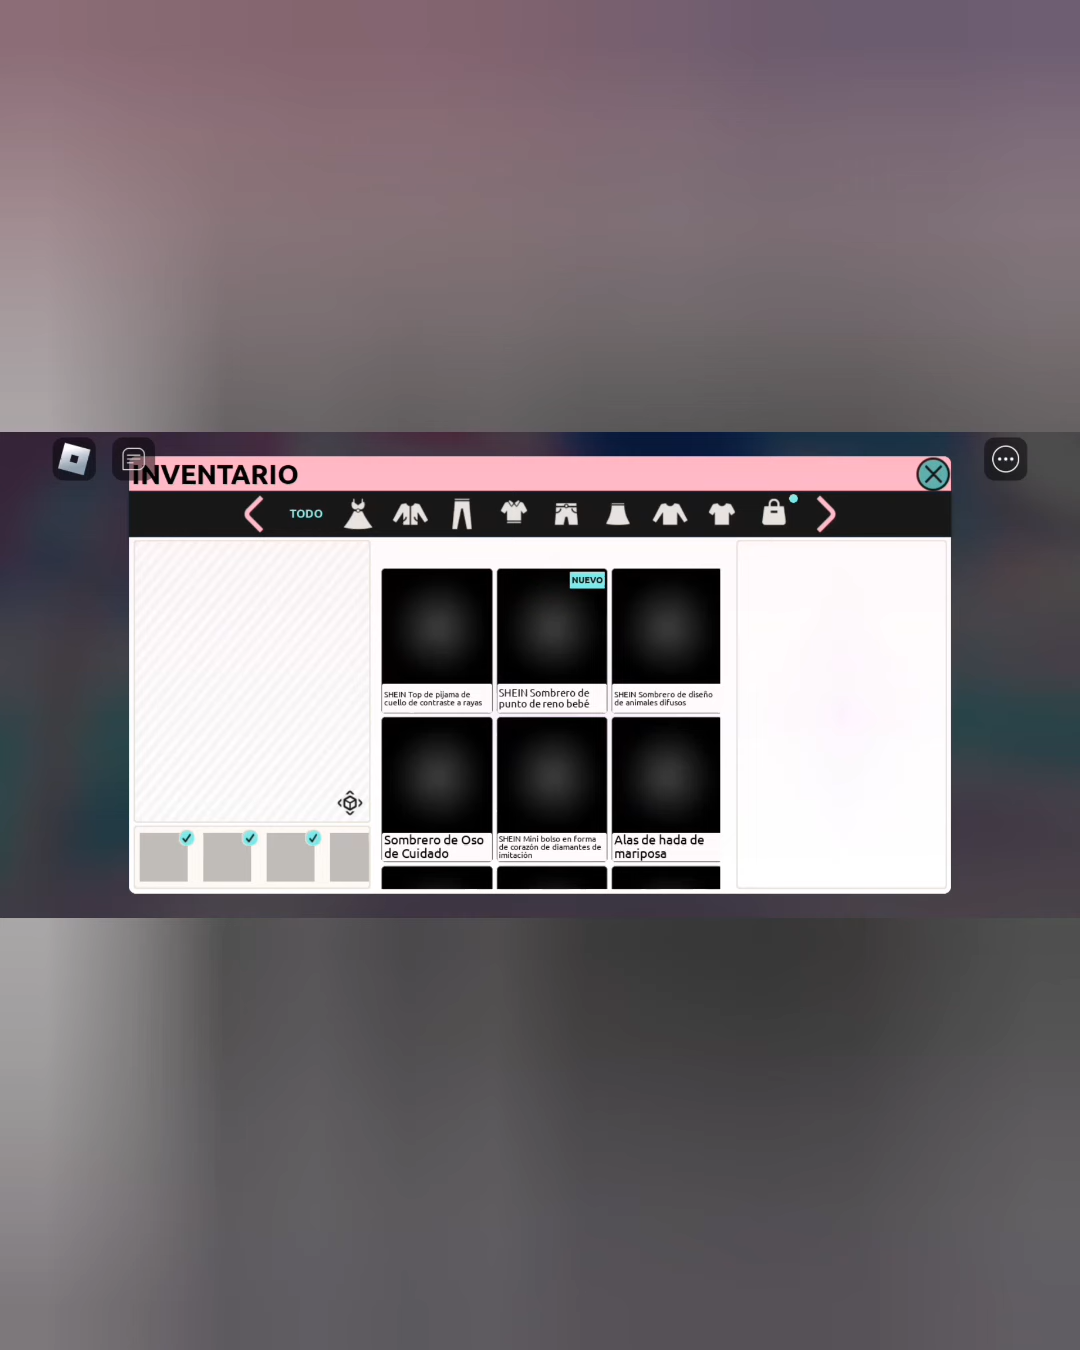 INVENTARIO
TODO
NUEVO
SHEIN Top de pijama de
cuello de contraste a rayas
SHEIN Sombrero de
punto de reno bebé
SHEIN Sombrero de diseño
de animales difusos
Sombrero de Oso
de Cuidado
SHEIN Mini bolso en forma
de corazón de diamantes de
imitación
Alas de hada de
mariposa